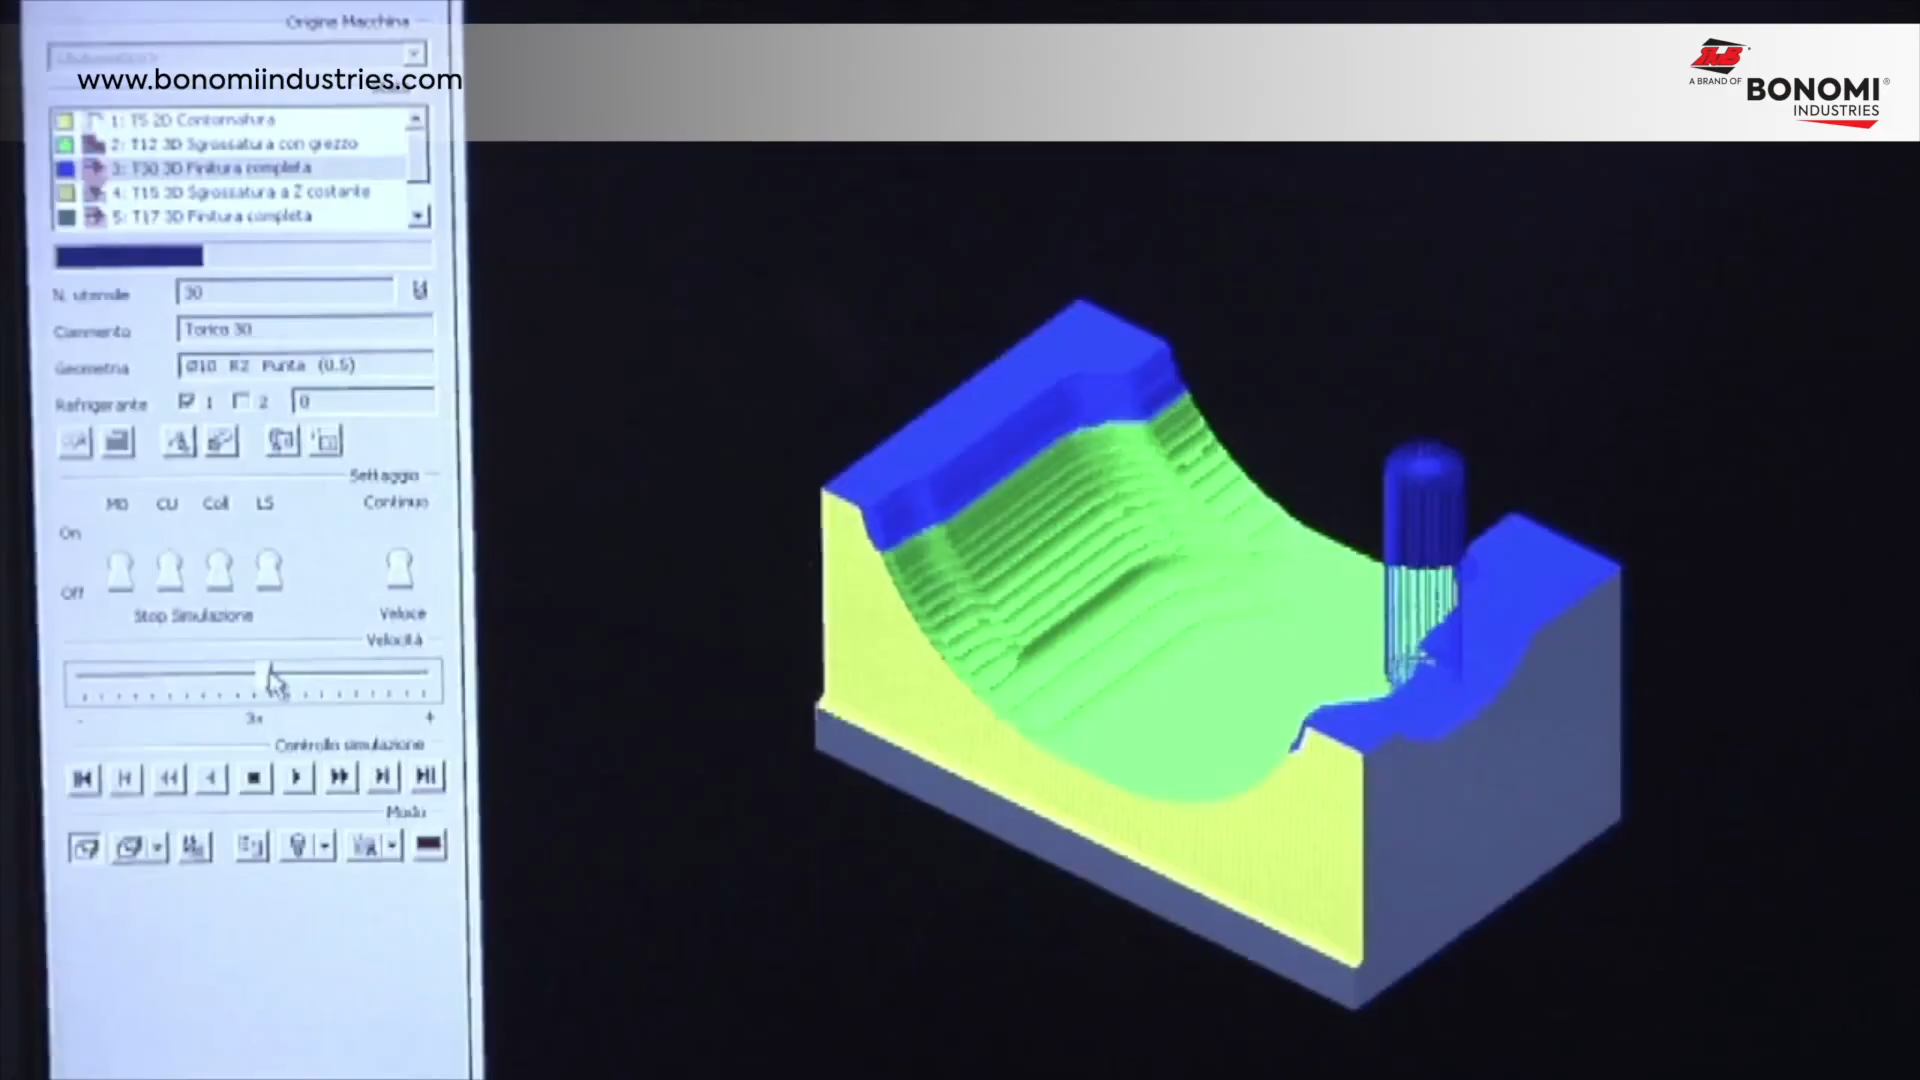 Origine Macchina
www.bonomiindustries.com
A BRAND OF
BONOMI
INDUSTRIES
1: T5 2D Contornatura
2: T12 3D Sgrossatura con grezzo
3: T30 3D Finitura completa
4: T15 3D Sgrossatura a Z costante
5: T17 3D Finitura completa
N. utensile 30
Commento Torico 30
Geometria Ø10 R2 Punta (0.5)
Refrigerante 1 2 0
Settaggio
M0 CU Coll LS Continuo
On
Off
Stop Simulazione Veloce
Velocità
- 3x +
Controllo simulazione
Modo